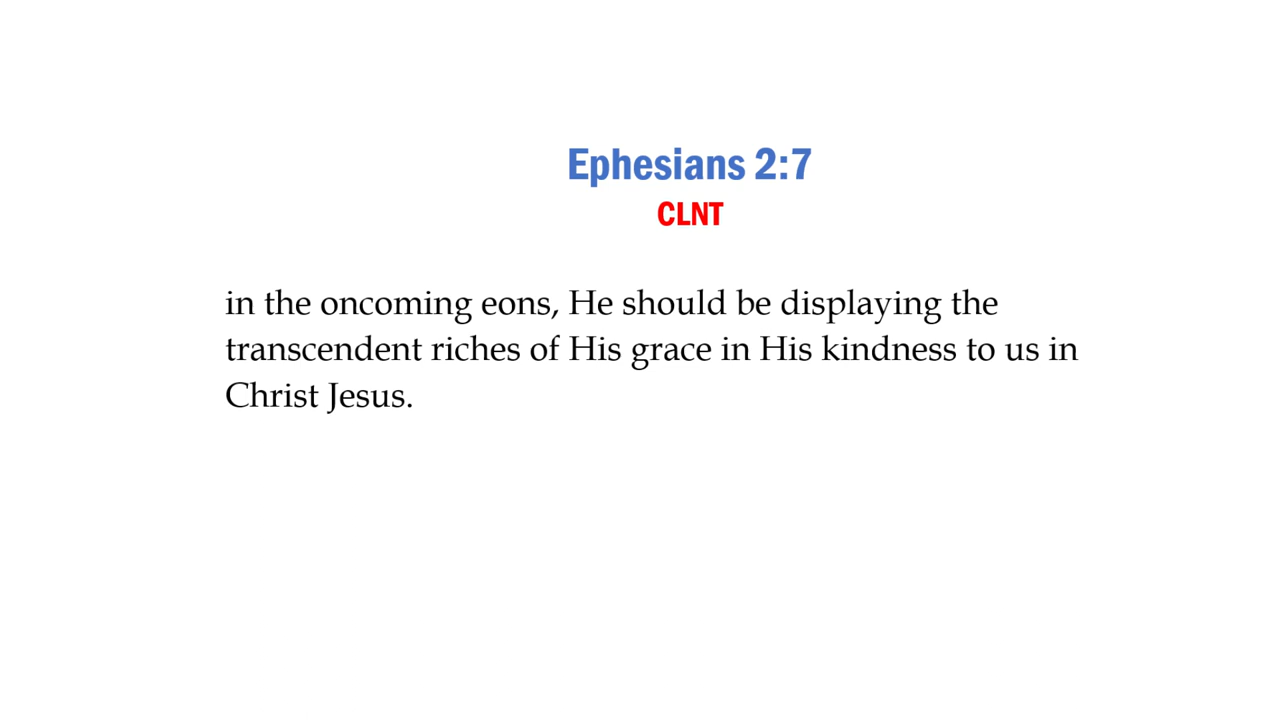 Ephesians 2:7
CLNT
in the oncoming eons, He should be displaying the
transcendent riches of His grace in His kindness to us in
Christ Jesus.